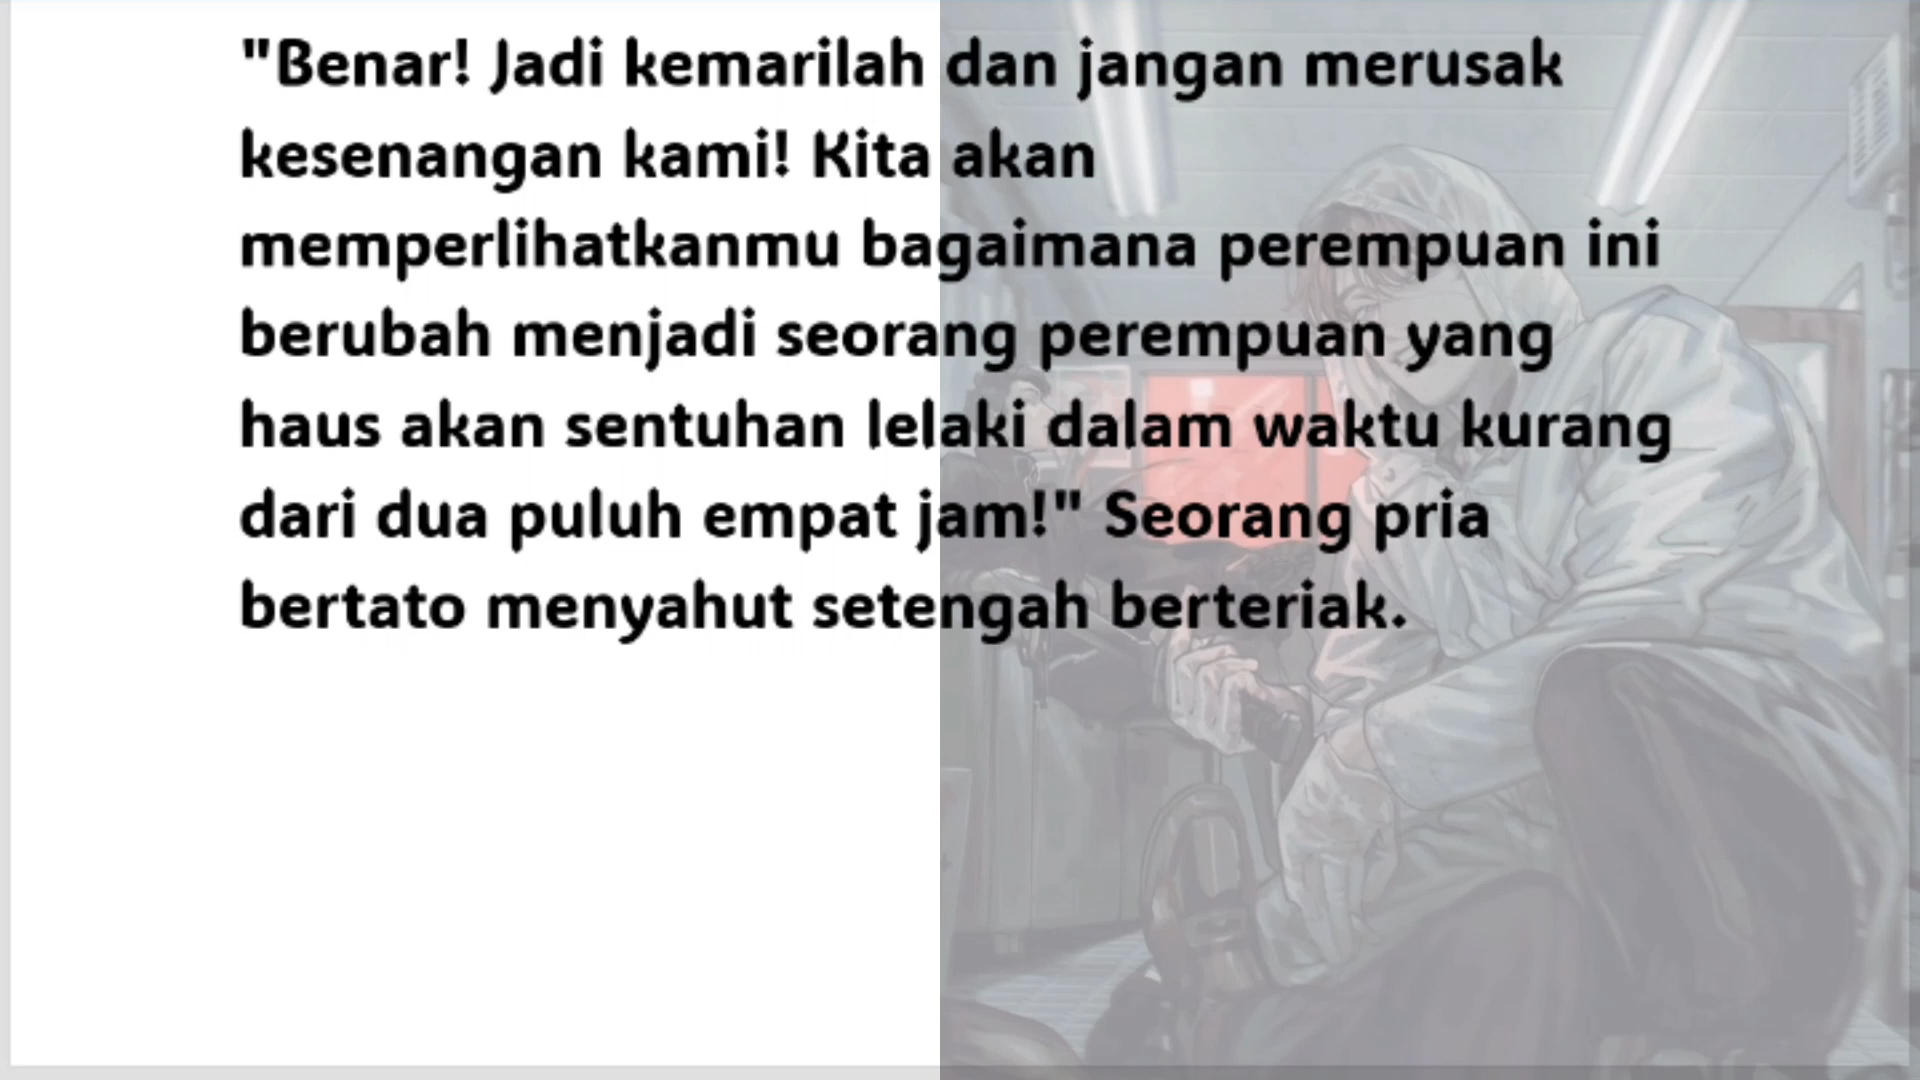 "Benar! Jadi kemarilah dan jangan merusak
kesenangan kami! Kita akan
memperlihatkanmu bagaimana perempuan ini
berubah menjadi seorang perempuan yang
haus akan sentuhan lelaki dalam waktu kurang
dari dua puluh empat jam!" Seorang pria
bertato menyahut setengah berteriak.